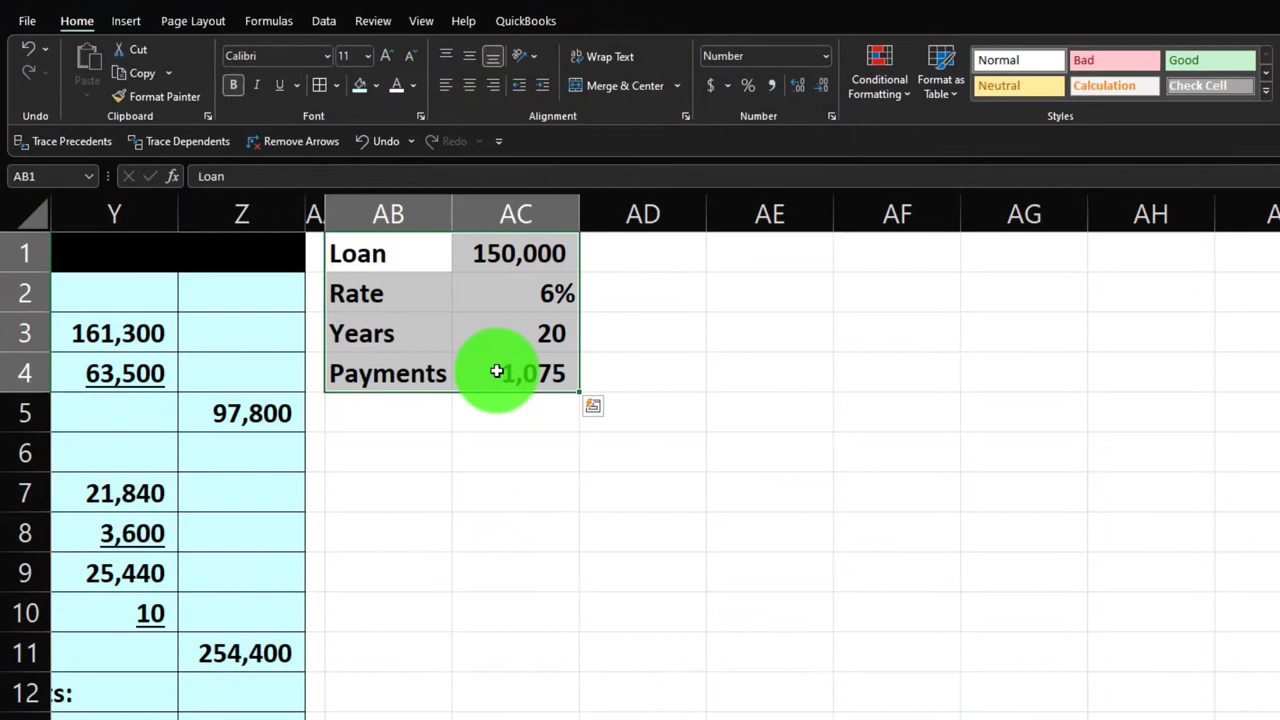 File Home Insert Page Layout Formulas Data Review View Help QuickBooks
Cut
Copy
Format Painter
Paste
Undo
Clipboard
Calibri 11
B I U
Font
Wrap Text
Merge & Center
Alignment
Number
$ % ,
Number
Conditional Formatting
Format as Table
Normal Bad Good
Neutral Calculation Check Cell
Styles
Trace Precedents Trace Dependents Remove Arrows Undo Redo
AB1 fx Loan
Y Z AB AC AD AE AF AG AH
1 Loan 150,000
2 Rate 6%
3 161,300 Years 20
4 63,500 Payments 1,075
5 97,800
6
7 21,840
8 3,600
9 25,440
10 10
11 254,400
12 s: